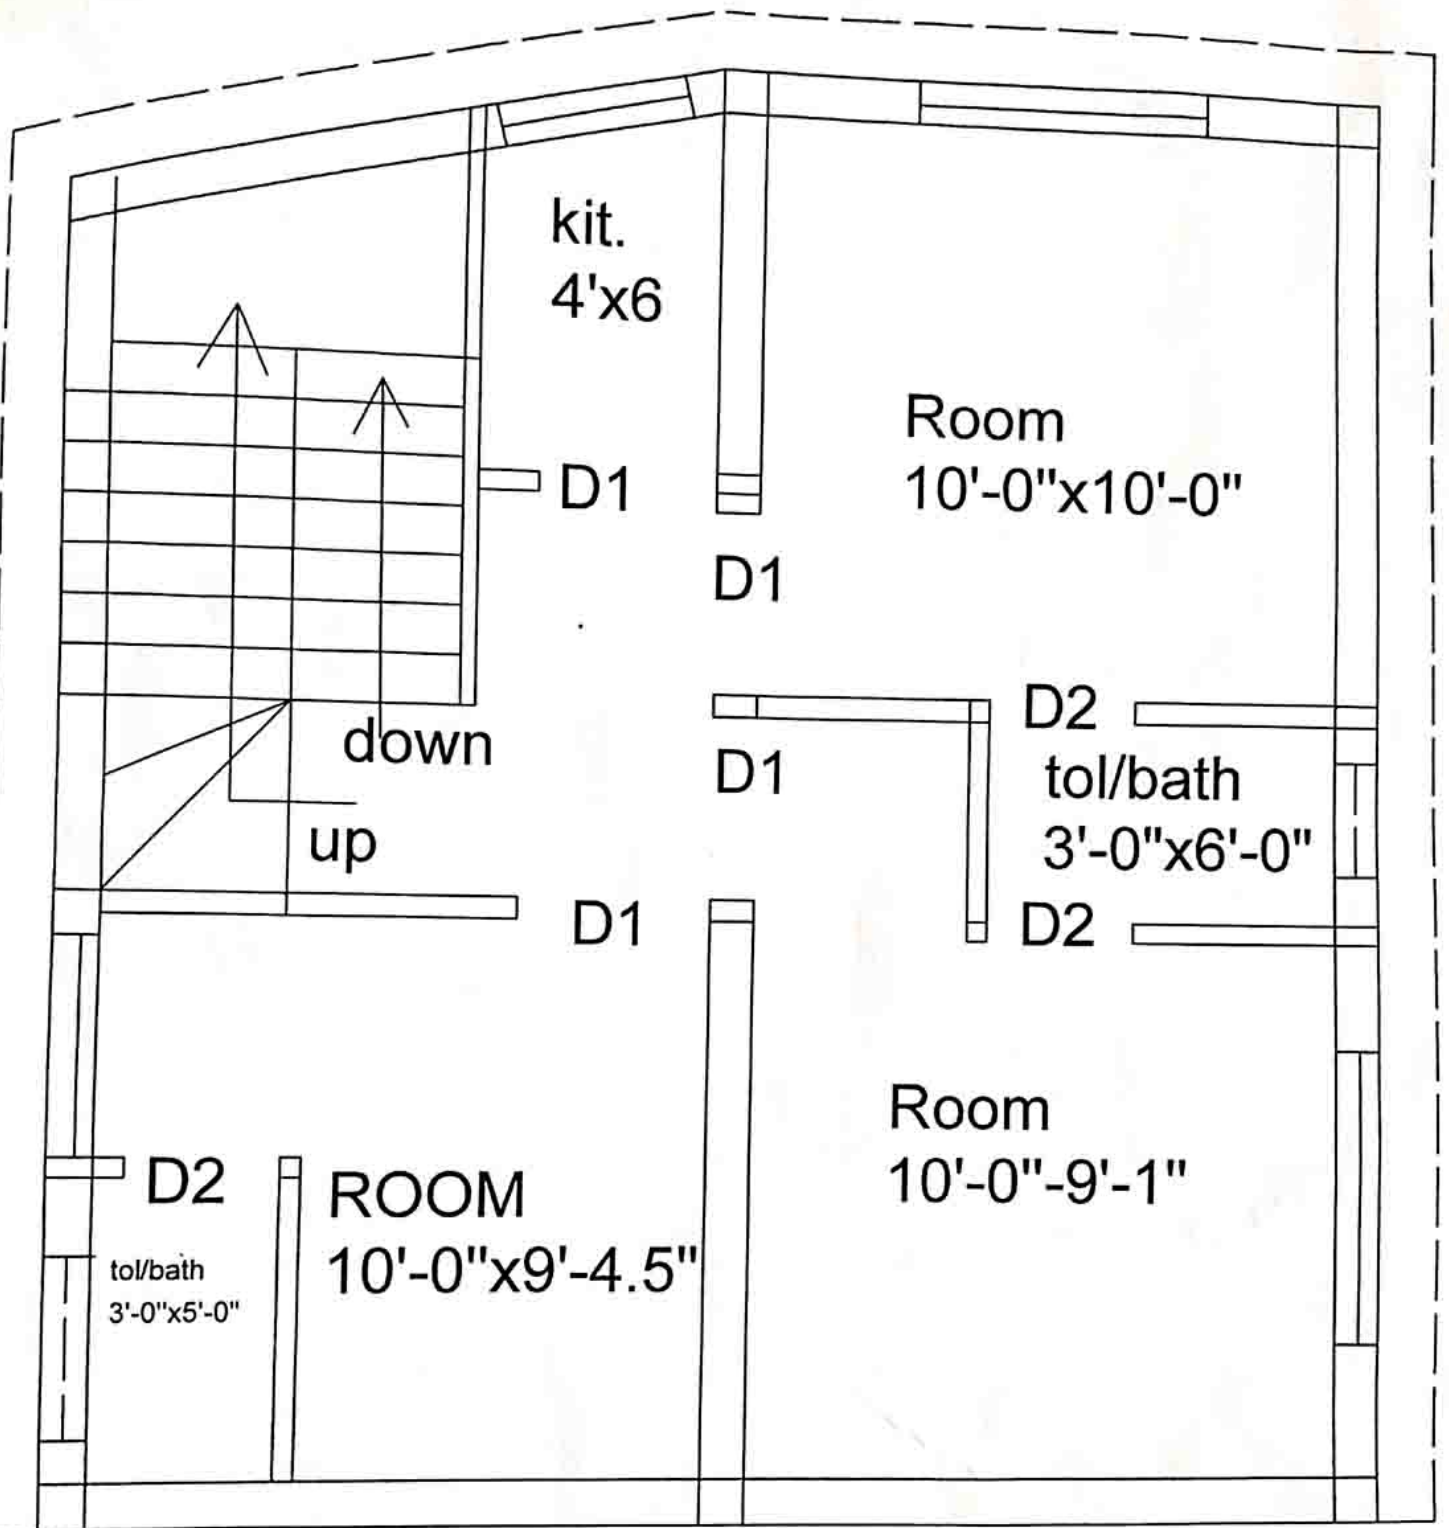 kit.
4'x6
Room
10'-0"x10'-0"
D1
D1
D2
down
D1
tol/bath
3'-0"x6'-0"
up
D1
D2
Room
10'-0"-9'-1"
D2
ROOM
10'-0"x9'-4.5"
tol/bath
3'-0"x5'-0"